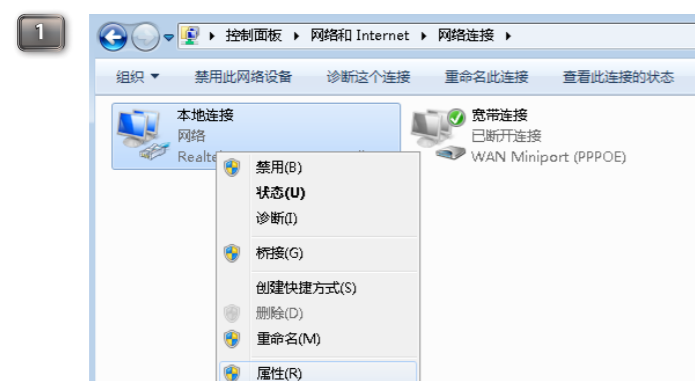 1
控制面板 ▸ 网络和 Internet ▸ 网络连接 ▸
组织 ▼ 禁用此网络设备 诊断这个连接 重命名此连接 查看此连接的状态
本地连接
网络
宽带连接
已断开连接
WAN Miniport (PPPOE)
禁用(B)
状态(U)
诊断(I)
桥接(G)
创建快捷方式(S)
删除(D)
重命名(M)
属性(R)